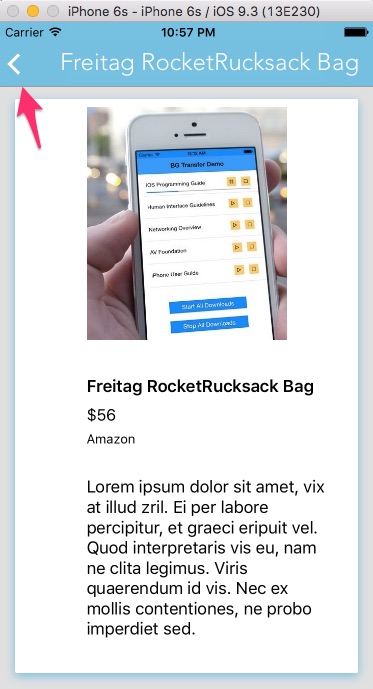 iPhone 6s - iPhone 6s / iOS 9.3 (13E230)
Carrier 10:57 PM
Freitag RocketRucksack Bag
BG Transfer Demo
iOS Programming Guide
Human Interface Guidelines
Networking Overview
AV Foundation
iPhone User Guide
Start All Downloads
Stop All Downloads
Freitag RocketRucksack Bag
$56
Amazon
Lorem ipsum dolor sit amet, vix
at illud zril. Ei per labore
percipitur, et graeci eripuit vel.
Quod interpretaris vis eu, nam
ne clita legimus. Viris
quaerendum id vis. Nec ex
mollis contentiones, ne probo
imperdiet sed.